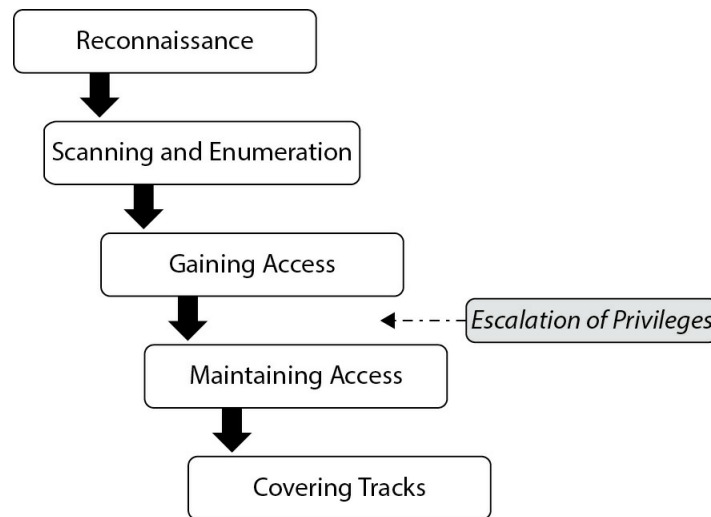 Reconnaissance
Scanning and Enumeration
Gaining Access
Escalation of Privileges
Maintaining Access
Covering Tracks